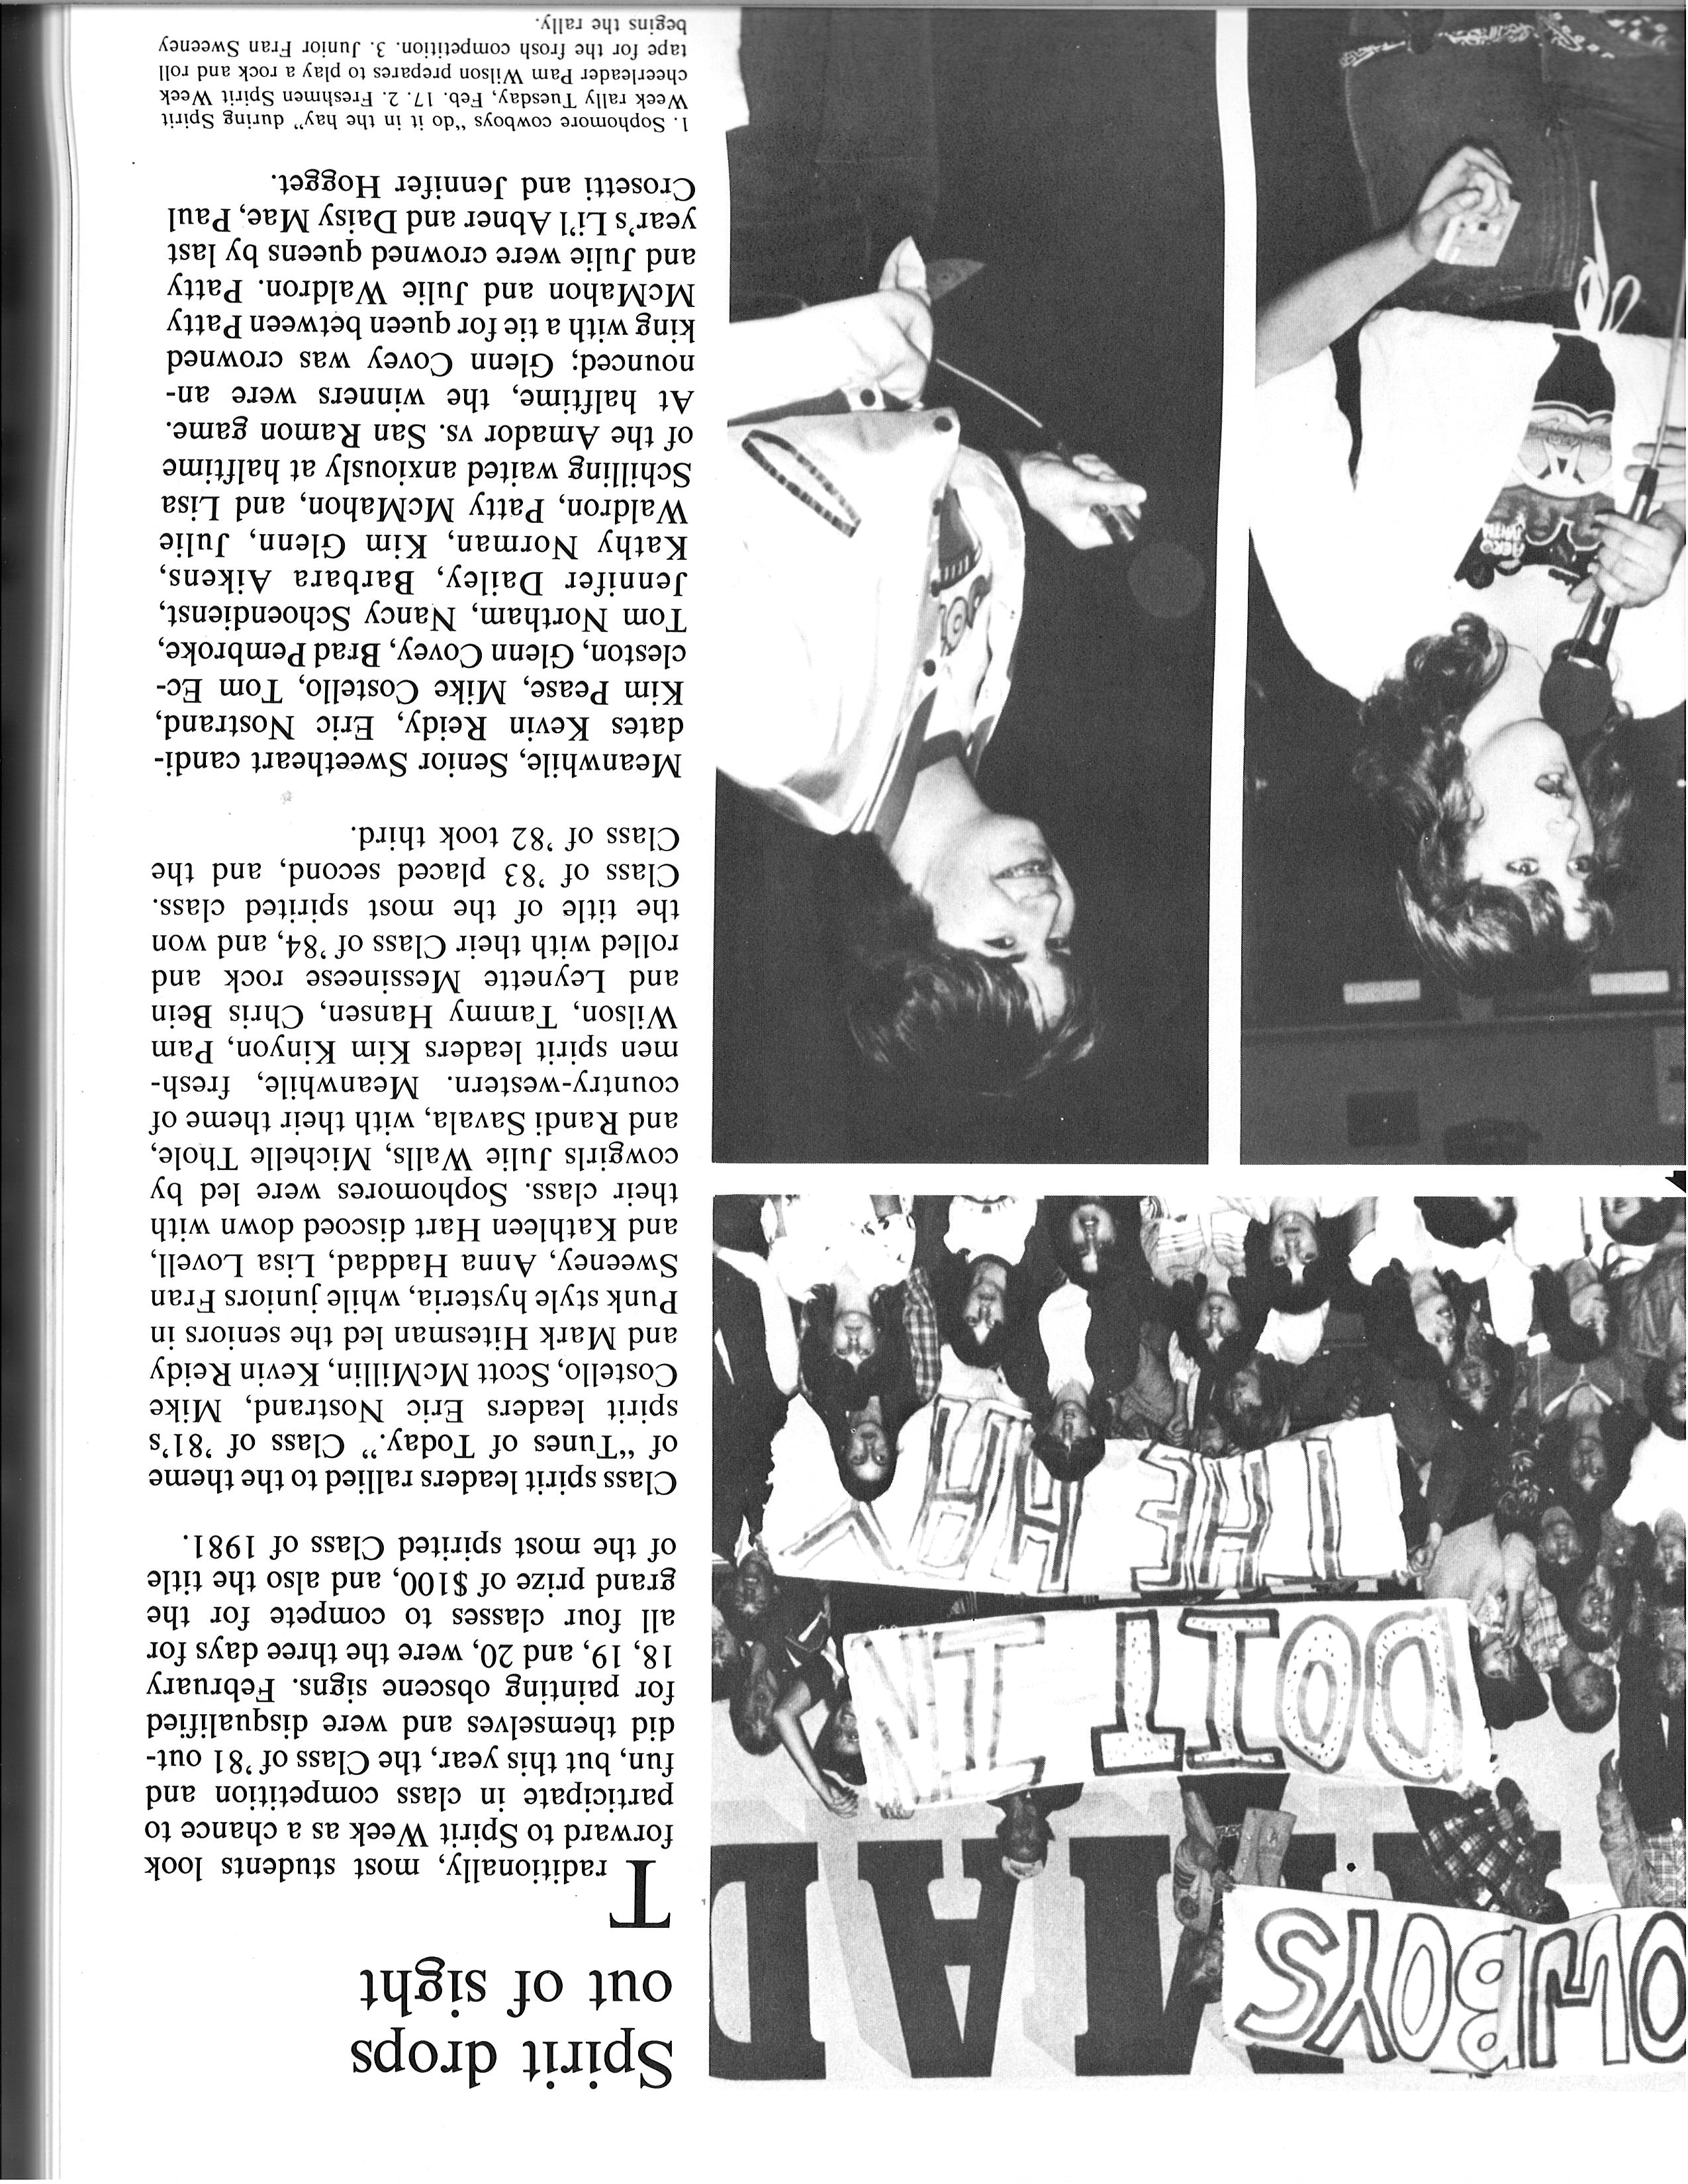 OWBOYS
MAD
DO IT IN
THE HAY
AERO
SMITH
A
Spirit drops
out of sight
Traditionally, most students look
forward to Spirit Week as a chance to
participate in class competition and
fun, but this year, the Class of ’81 out-
did themselves and were disqualified
for painting obscene signs. February
18, 19, and 20, were the three days for
all four classes to compete for the
grand prize of $100, and also the title
of the most spirited Class of 1981.
Class spirit leaders rallied to the theme
of “Tunes of Today.” Class of ’81’s
spirit leaders Eric Nostrand, Mike
Costello, Scott McMillin, Kevin Reidy
and Mark Hitesman led the seniors in
Punk style hysteria, while juniors Fran
Sweeney, Anna Haddad, Lisa Lovell,
and Kathleen Hart discoed down with
their class. Sophomores were led by
cowgirls Julie Walls, Michelle Thole,
and Randi Savala, with their theme of
country-western. Meanwhile, fresh-
men spirit leaders Kim Kinyon, Pam
Wilson, Tammy Hansen, Chris Bein
and Leynette Messineese rock and
rolled with their Class of ’84, and won
the title of the most spirited class.
Class of ’83 placed second, and the
Class of ’82 took third.
Meanwhile, Senior Sweetheart candi-
dates Kevin Reidy, Eric Nostrand,
Kim Pease, Mike Costello, Tom Ec-
cleston, Glenn Covey, Brad Pembroke,
Tom Northam, Nancy Schoendienst,
Jennifer Dailey, Barbara Aikens,
Kathy Norman, Kim Glenn, Julie
Waldron, Patty McMahon, and Lisa
Schilling waited anxiously at halftime
of the Amador vs. San Ramon game.
At halftime, the winners were an-
nounced; Glenn Covey was crowned
king with a tie for queen between Patty
McMahon and Julie Waldron. Patty
and Julie were crowned queens by last
year’s Li’l Abner and Daisy Mae, Paul
Crosetti and Jennifer Hogget.
1. Sophomore cowboys “do it in the hay” during Spirit
Week rally Tuesday, Feb. 17. 2. Freshmen Spirit Week
cheerleader Pam Wilson prepares to play a rock and roll
tape for the frosh competition. 3. Junior Fran Sweeney
begins the rally.